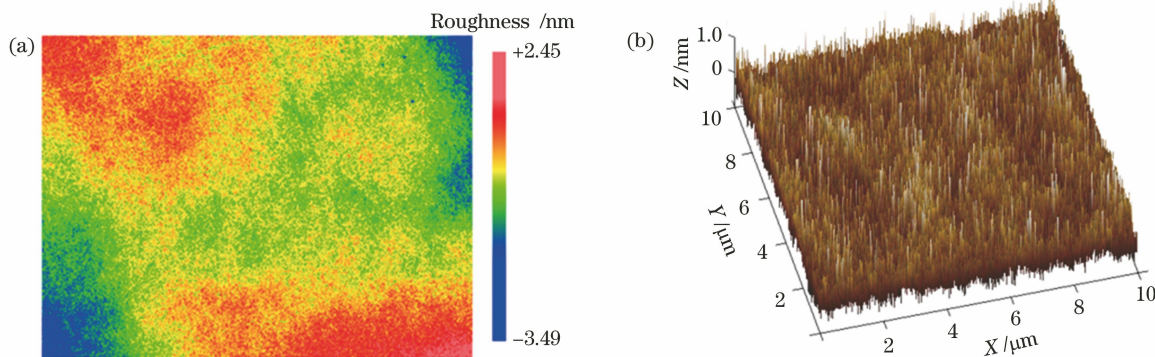 (a)
Roughness /nm
+2.45
−3.49
(b)
Z /nm
1.0
0
10
8
6
4
2
Y /μm
2
4
6
8
10
X /μm